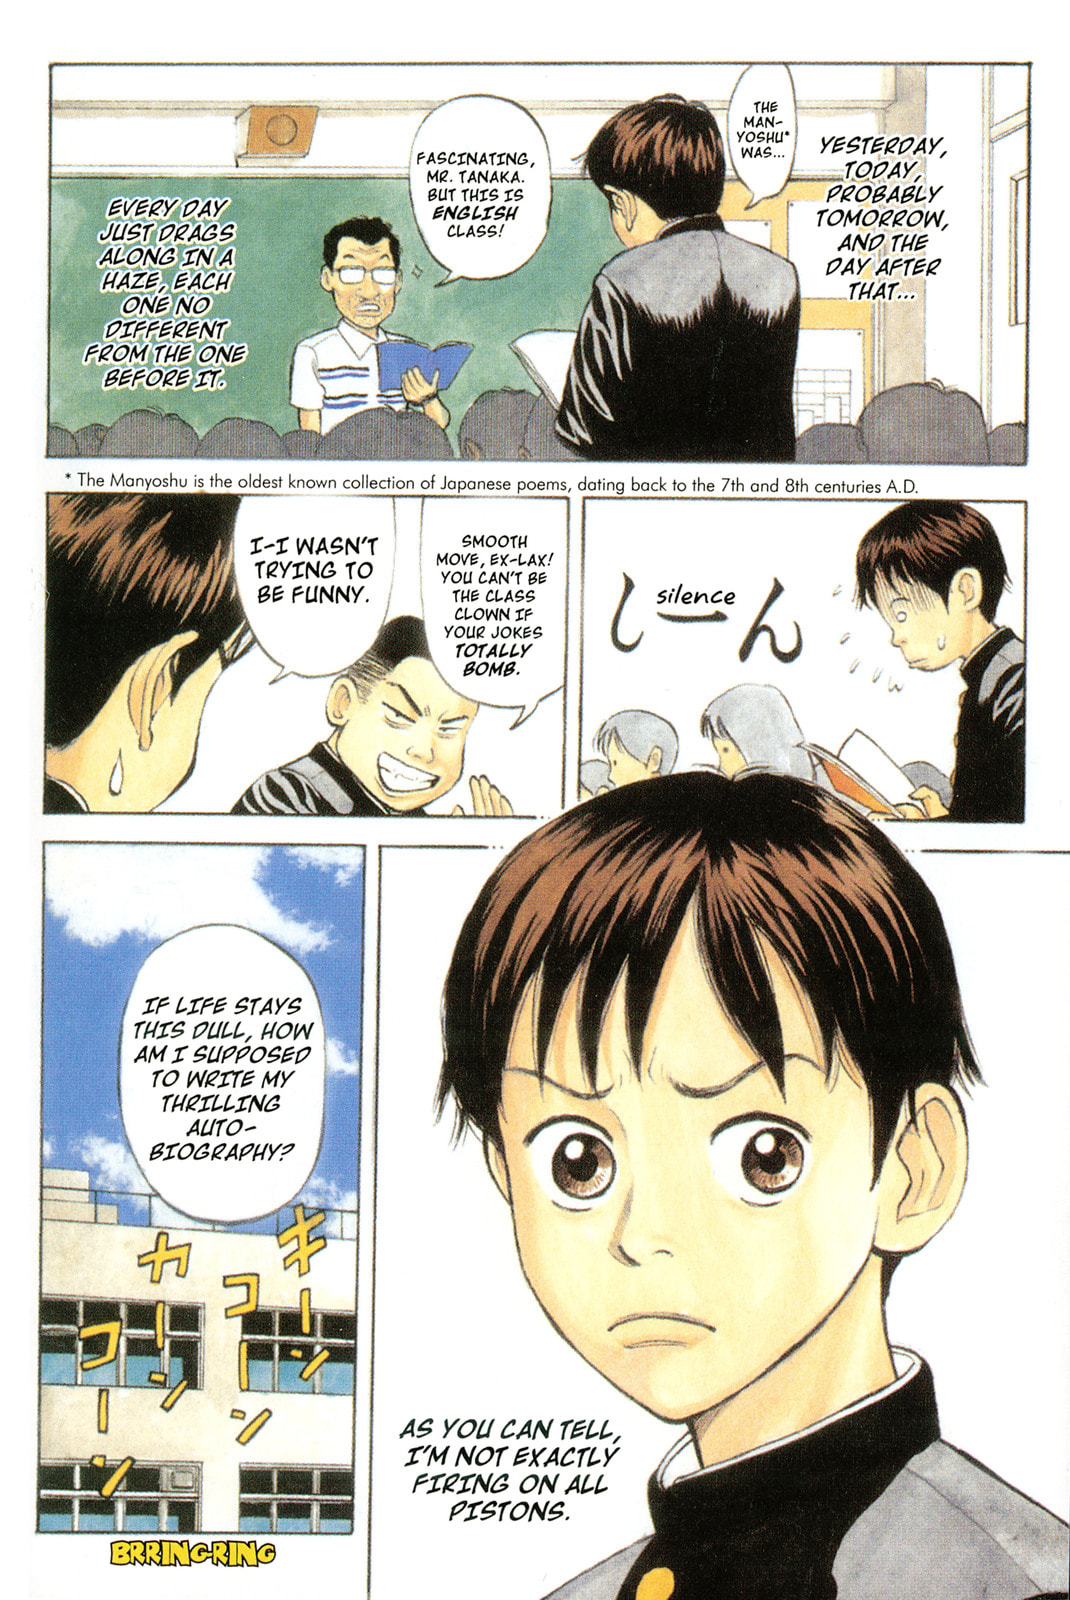 YESTERDAY,
TODAY,
PROBABLY
TOMORROW,
AND THE
DAY AFTER
THAT...
THE
MAN-
YOSHU*
WAS...
FASCINATING,
MR. TANAKA.
BUT THIS IS
ENGLISH
CLASS!
EVERY DAY
JUST DRAGS
ALONG IN A
HAZE, EACH
ONE NO
DIFFERENT
FROM THE ONE
BEFORE IT.
* The Manyoshu is the oldest known collection of Japanese poems, dating back to the 7th and 8th centuries A.D.
しーん
silence
SMOOTH
MOVE, EX-LAX!
YOU CAN'T BE
THE CLASS
CLOWN IF
YOUR JOKES
TOTALLY
BOMB.
I-I WASN'T
TRYING TO
BE FUNNY.
IF LIFE STAYS
THIS DULL, HOW
AM I SUPPOSED
TO WRITE MY
THRILLING
AUTO-
BIOGRAPHY?
キーン
コーン
カーンン
コーン
BRRING-RING
AS YOU CAN TELL,
I'M NOT EXACTLY
FIRING ON ALL
PISTONS.